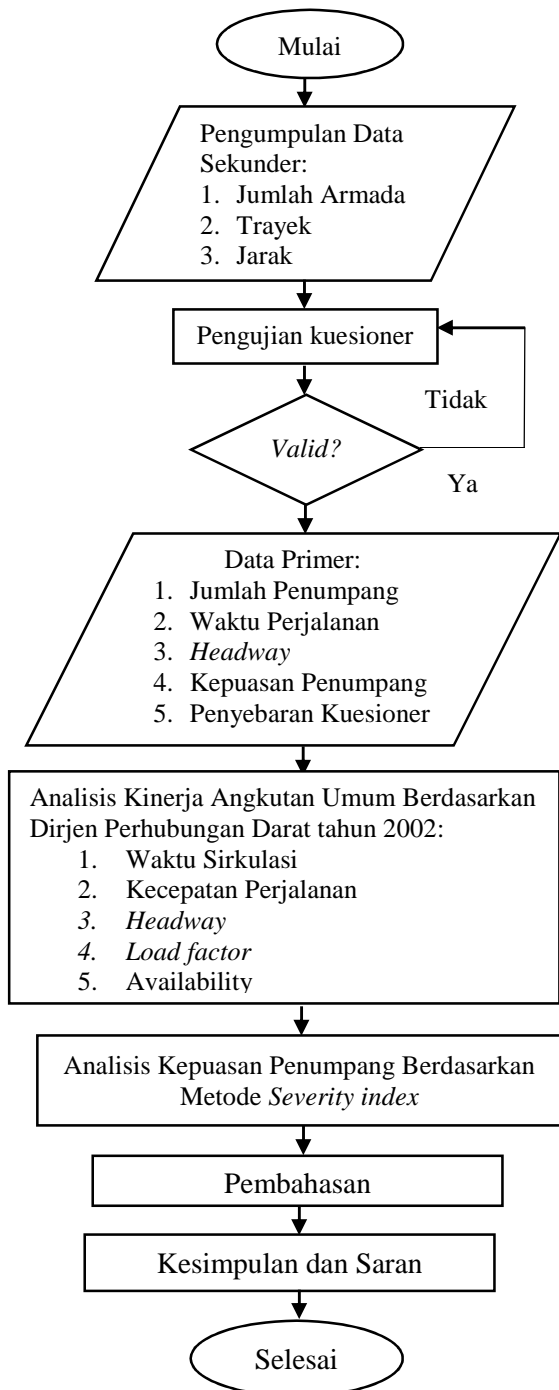 Mulai
Pengumpulan Data
Sekunder:
1. Jumlah Armada
2. Trayek
3. Jarak
Pengujian kuesioner
Tidak
Valid?
Ya
Data Primer:
1. Jumlah Penumpang
2. Waktu Perjalanan
3. Headway
4. Kepuasan Penumpang
5. Penyebaran Kuesioner
Analisis Kinerja Angkutan Umum Berdasarkan
Dirjen Perhubungan Darat tahun 2002:
1. Waktu Sirkulasi
2. Kecepatan Perjalanan
3. Headway
4. Load factor
5. Availability
Analisis Kepuasan Penumpang Berdasarkan
Metode Severity index
Pembahasan
Kesimpulan dan Saran
Selesai